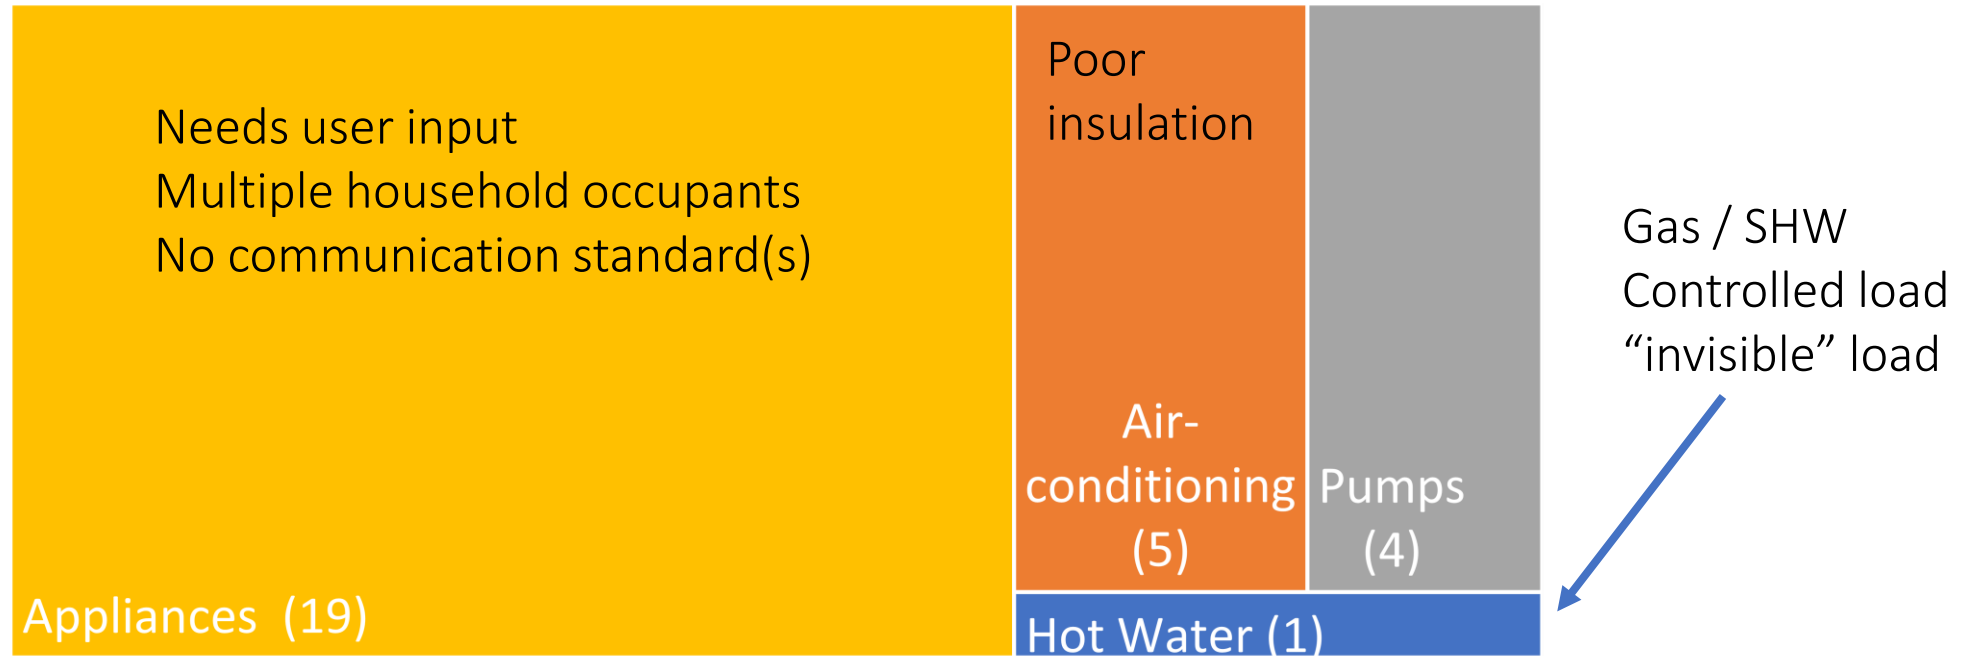 Needs user input
Multiple household occupants
No communication standard(s)
Appliances (19)
Poor
insulation
Air-
conditioning
(5)
Pumps
(4)
Hot Water (1)
Gas / SHW
Controlled load
“invisible” load